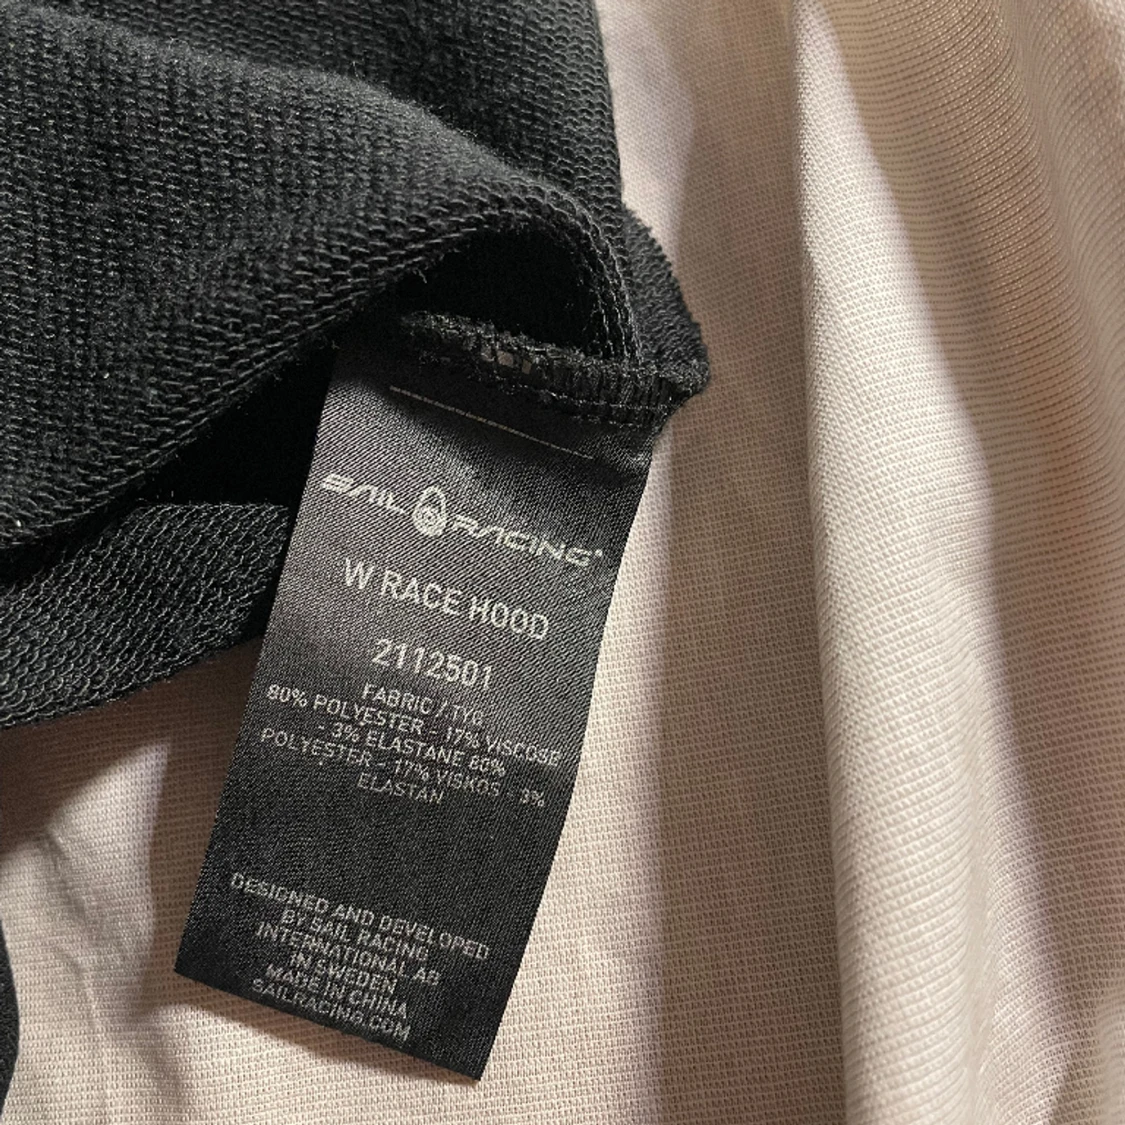 SAIL RACING®
W RACE HOOD
2112501
FABRIC / TYG
80% POLYESTER - 17% VISCOSE
- 3% ELASTANE 80%
POLYESTER - 17% VISKOS - 3%
ELASTAN
DESIGNED AND DEVELOPED
BY SAIL RACING
INTERNATIONAL AB
IN SWEDEN
MADE IN CHINA
SAILRACING.COM